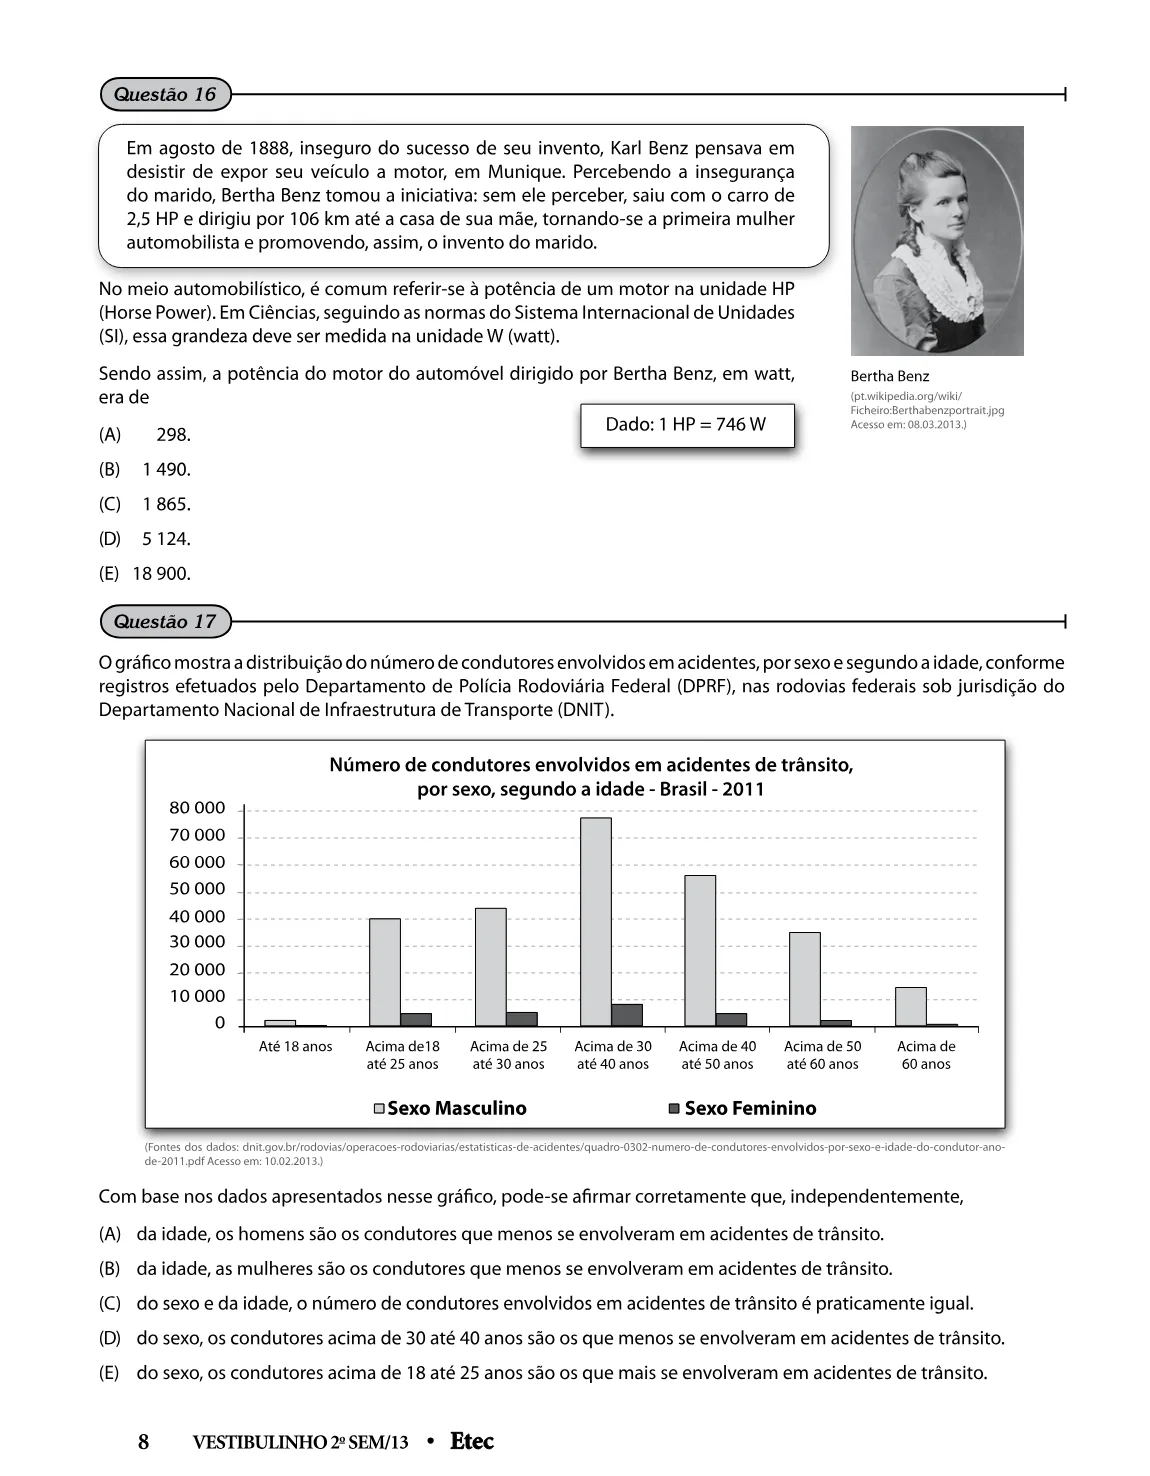 Questão 16
Em agosto de 1888, inseguro do sucesso de seu invento, Karl Benz pensava em
desistir de expor seu veículo a motor, em Munique. Percebendo a insegurança
do marido, Bertha Benz tomou a iniciativa: sem ele perceber, saiu com o carro de
2,5 HP e dirigiu por 106 km até a casa de sua mãe, tornando-se a primeira mulher
automobilista e promovendo, assim, o invento do marido.
No meio automobilístico, é comum referir-se à potência de um motor na unidade HP
(Horse Power). Em Ciências, seguindo as normas do Sistema Internacional de Unidades
(SI), essa grandeza deve ser medida na unidade W (watt).
Sendo assim, a potência do motor do automóvel dirigido por Bertha Benz, em watt,
era de
Bertha Benz
(pt.wikipedia.org/wiki/
Ficheiro:Berthabenzportrait.jpg
Acesso em: 08.03.2013.)
Dado: 1 HP = 746 W
(A) 298.
(B) 1 490.
(C) 1 865.
(D) 5 124.
(E) 18 900.
Questão 17
O gráfico mostra a distribuição do número de condutores envolvidos em acidentes, por sexo e segundo a idade, conforme
registros efetuados pelo Departamento de Polícia Rodoviária Federal (DPRF), nas rodovias federais sob jurisdição do
Departamento Nacional de Infraestrutura de Transporte (DNIT).
Número de condutores envolvidos em acidentes de trânsito,
por sexo, segundo a idade - Brasil - 2011
80 000
70 000
60 000
50 000
40 000
30 000
20 000
10 000
0
Até 18 anos Acima de18 Acima de 25 Acima de 30 Acima de 40 Acima de 50 Acima de
até 25 anos até 30 anos até 40 anos até 50 anos até 60 anos 60 anos
Sexo Masculino Sexo Feminino
(Fontes dos dados: dnit.gov.br/rodovias/operacoes-rodoviarias/estatisticas-de-acidentes/quadro-0302-numero-de-condutores-envolvidos-por-sexo-e-idade-do-condutor-ano-
de-2011.pdf Acesso em: 10.02.2013.)
Com base nos dados apresentados nesse gráfico, pode-se afirmar corretamente que, independentemente,
(A) da idade, os homens são os condutores que menos se envolveram em acidentes de trânsito.
(B) da idade, as mulheres são os condutores que menos se envolveram em acidentes de trânsito.
(C) do sexo e da idade, o número de condutores envolvidos em acidentes de trânsito é praticamente igual.
(D) do sexo, os condutores acima de 30 até 40 anos são os que menos se envolveram em acidentes de trânsito.
(E) do sexo, os condutores acima de 18 até 25 anos são os que mais se envolveram em acidentes de trânsito.
8 VESTIBULINHO 2º SEM/13 • Etec